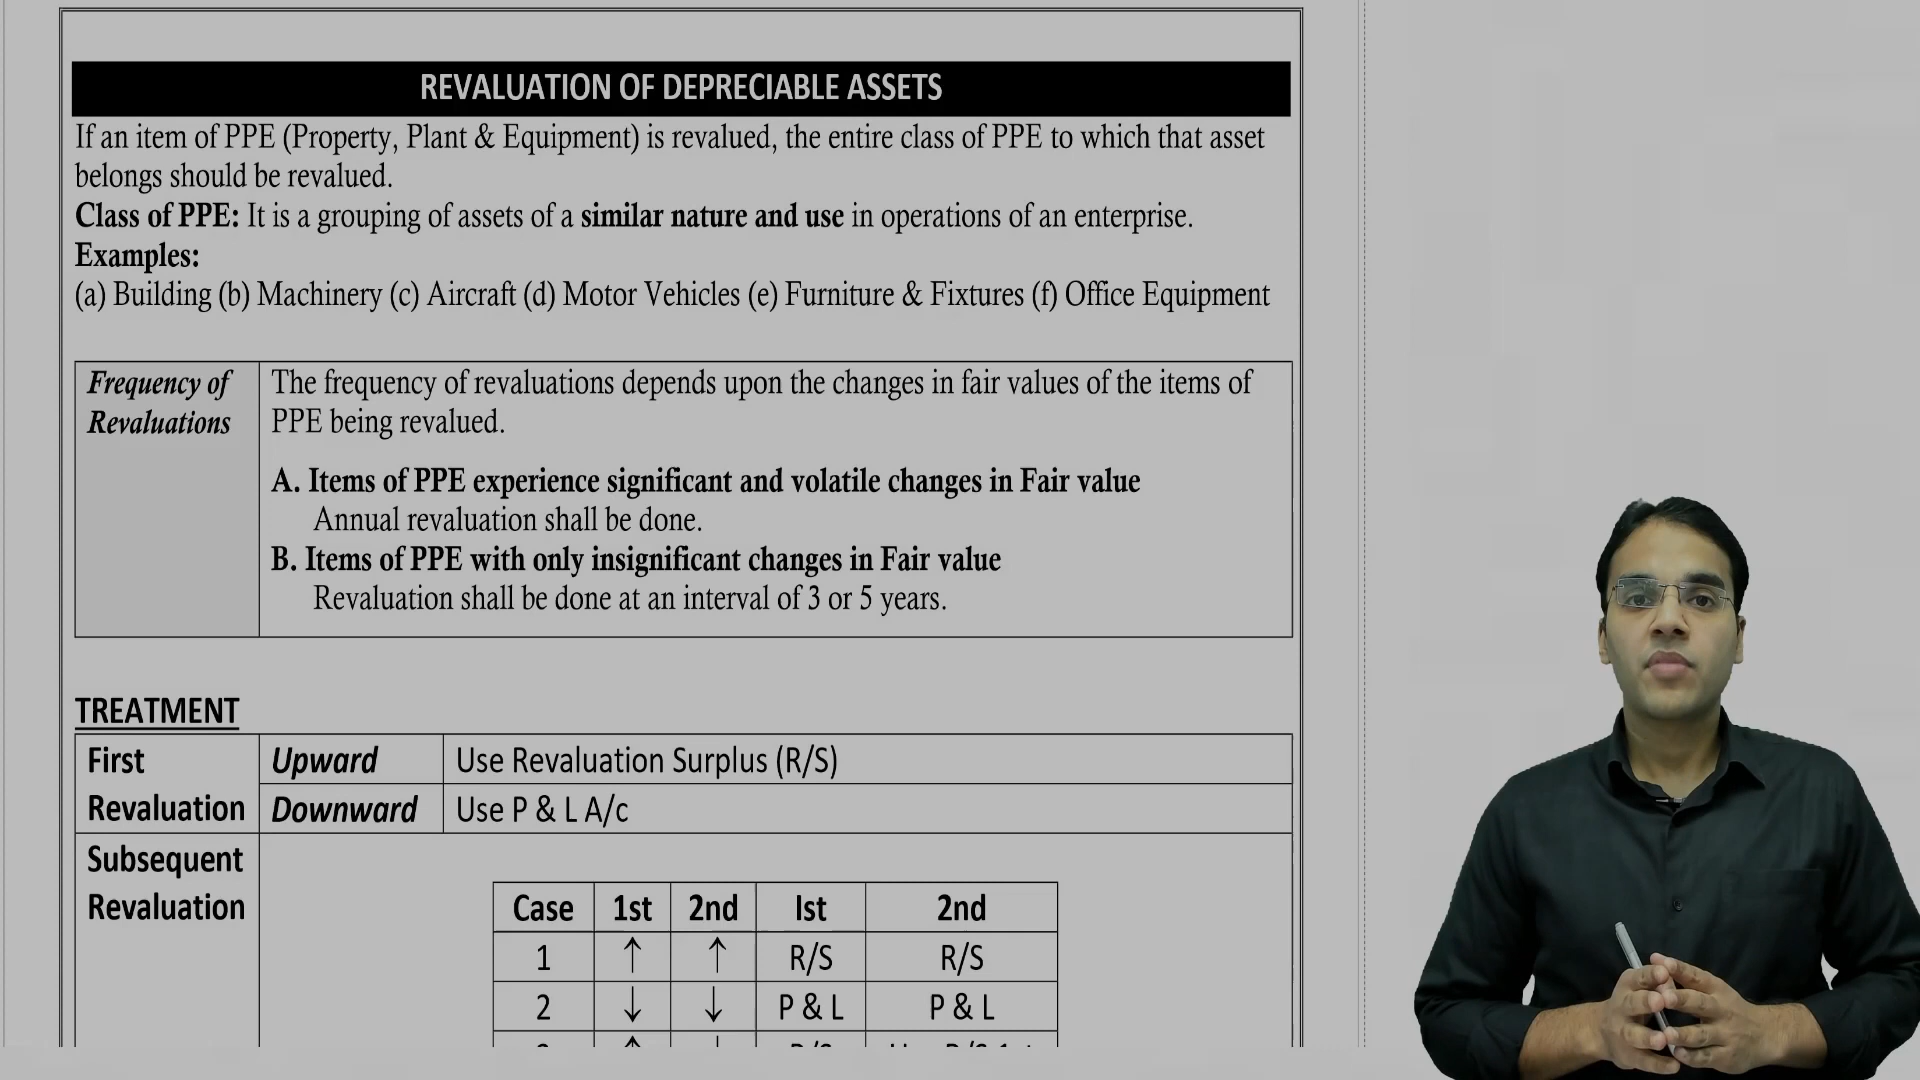 REVALUATION OF DEPRECIABLE ASSETS
If an item of PPE (Property, Plant & Equipment) is revalued, the entire class of PPE to which that asset
belongs should be revalued.
Class of PPE: It is a grouping of assets of a similar nature and use in operations of an enterprise.
Examples:
(a) Building (b) Machinery (c) Aircraft (d) Motor Vehicles (e) Furniture & Fixtures (f) Office Equipment
Frequency of
Revaluations
The frequency of revaluations depends upon the changes in fair values of the items of
PPE being revalued.
A. Items of PPE experience significant and volatile changes in Fair value
Annual revaluation shall be done.
B. Items of PPE with only insignificant changes in Fair value
Revaluation shall be done at an interval of 3 or 5 years.
TREATMENT
First
Revaluation
Upward
Use Revaluation Surplus (R/S)
Downward
Use P & L A/c
Subsequent
Revaluation
Case 1st 2nd Ist 2nd
1 ↑ ↑ R/S R/S
2 ↓ ↓ P & L P & L